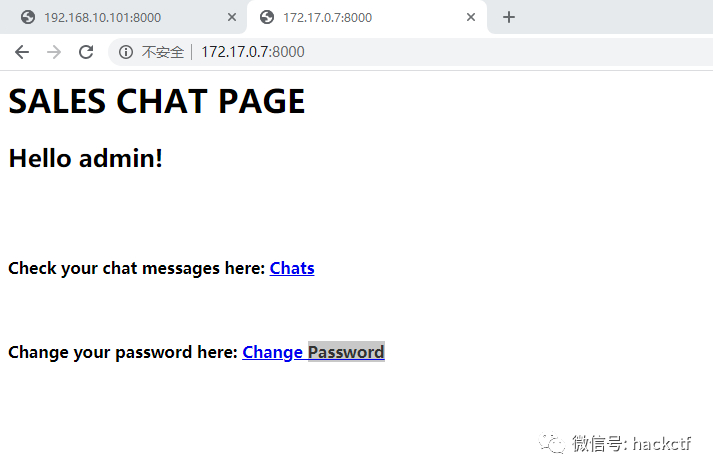 192.168.10.101:8000
172.17.0.7:8000
不安全 172.17.0.7:8000
SALES CHAT PAGE
Hello admin!
Check your chat messages here: Chats
Change your password here: Change Password
微信号: hackctf